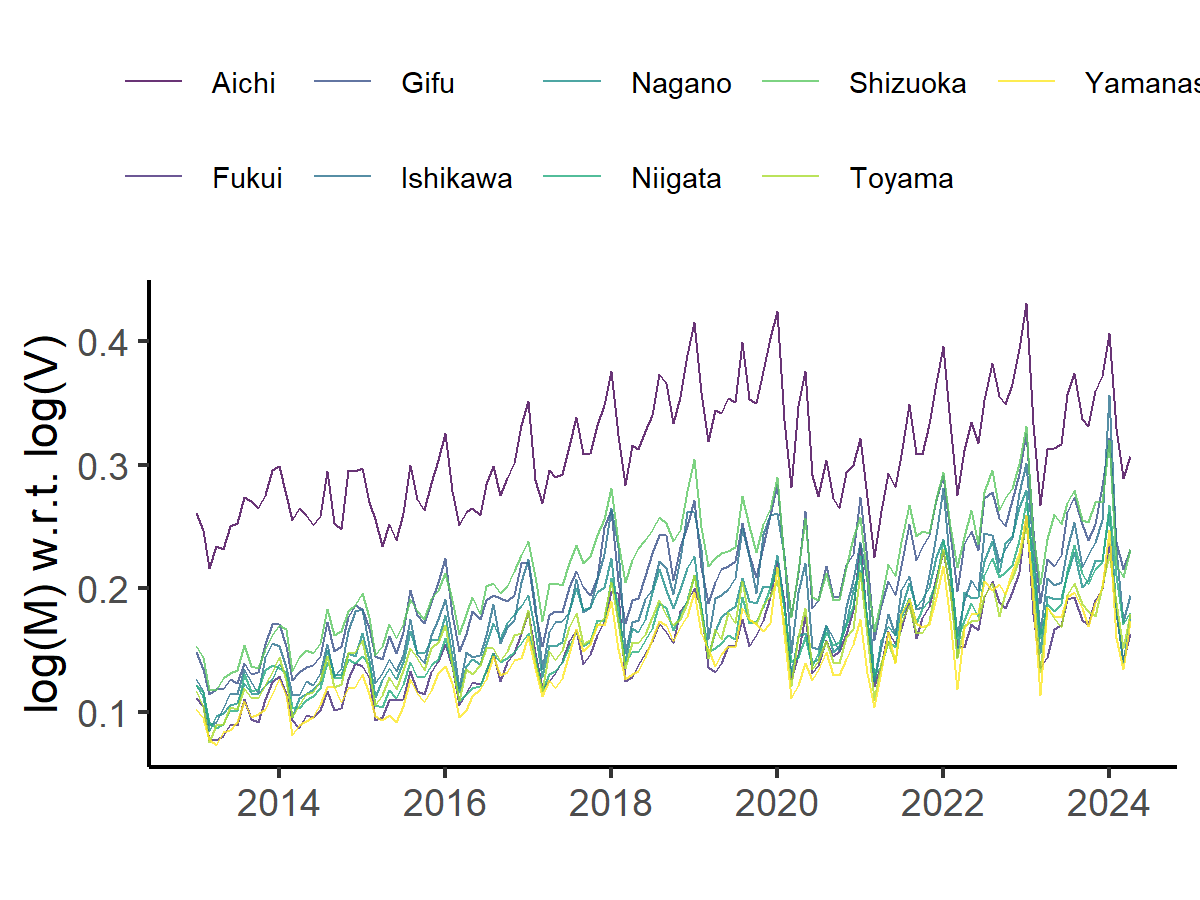 Aichi Gifu Nagano Shizuoka Yamanas
Fukui Ishikawa Niigata Toyama
log(M) w.r.t. log(V)
0.4
0.3
0.2
0.1
2014 2016 2018 2020 2022 2024